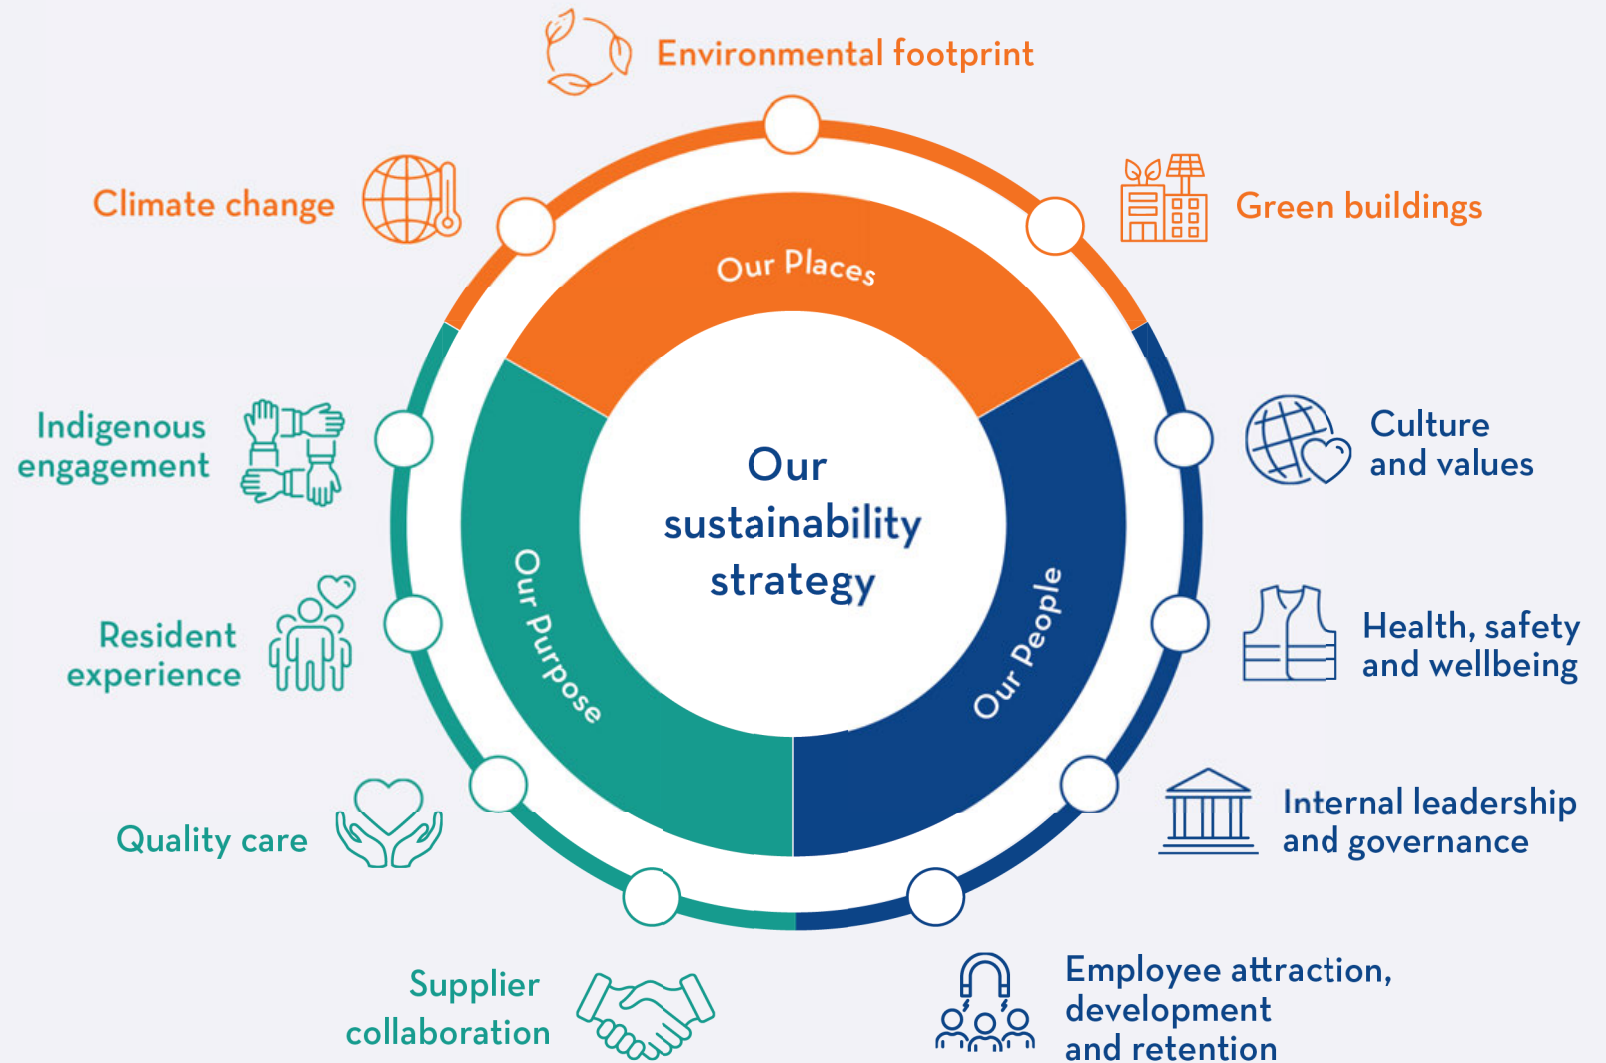 Environmental footprint
Climate change
Green buildings
Our Places
Indigenous
engagement
Culture
and values
Our
sustainability
strategy
Our Purpose
Our People
Resident
experience
Health, safety
and wellbeing
Quality care
Internal leadership
and governance
Supplier
collaboration
Employee attraction,
development
and retention